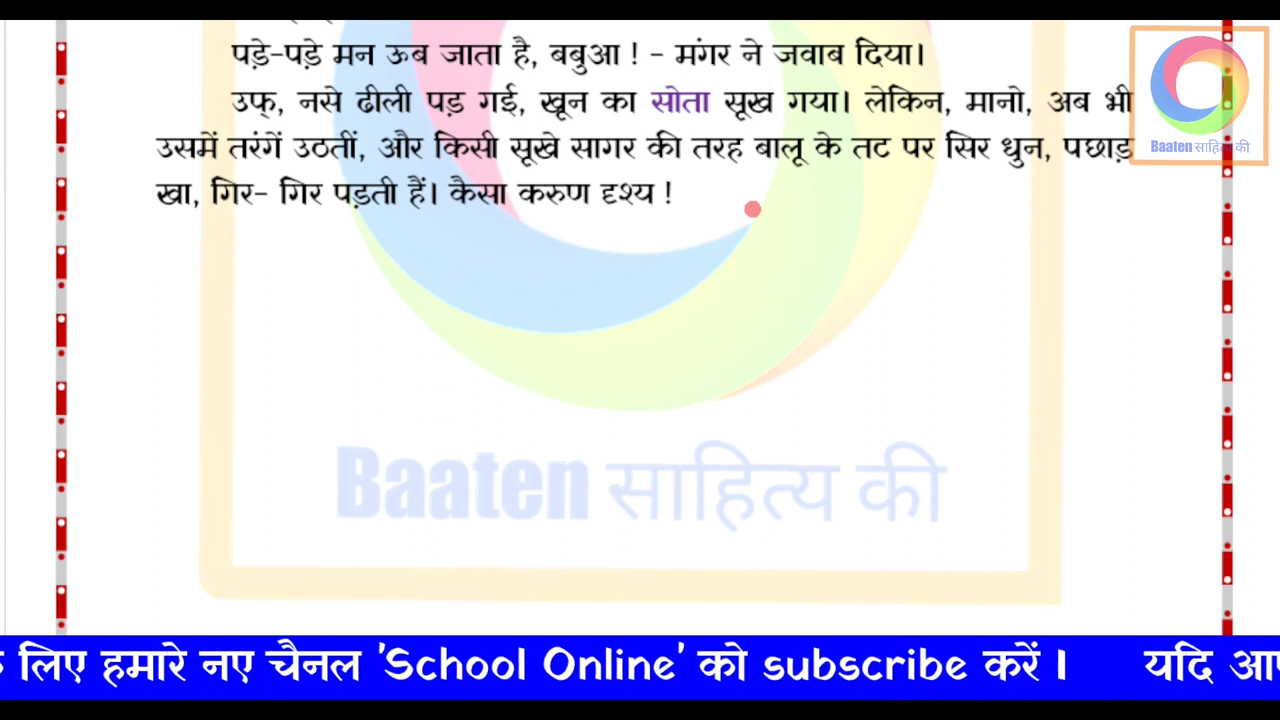 पड़े-पड़े मन ऊब जाता है, बबुआ ! - मंगर ने जवाब दिया।
उफ्, नसे ढीली पड़ गई, खून का सोता सूख गया। लेकिन, मानो, अब भी
उसमें तरंगें उठतीं, और किसी सूखे सागर की तरह बालू के तट पर सिर धुन, पछाड़
खा, गिर- गिर पड़ती हैं। कैसा करुण दृश्य !
Baaten साहित्य की
Baaten साहित्य की
लिए हमारे नए चैनल 'School Online' को subscribe करें । यदि